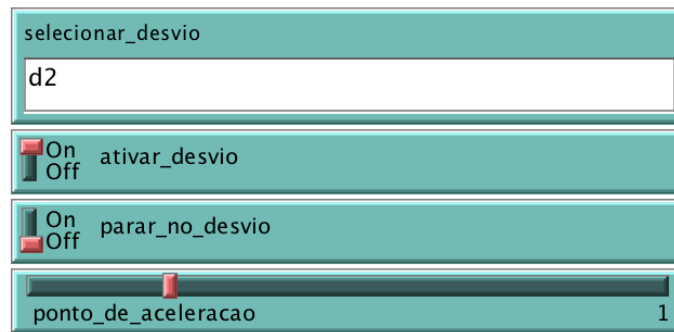 selecionar_desvio
d2
On
Off
ativar_desvio
On
Off
parar_no_desvio
ponto_de_aceleracao 1